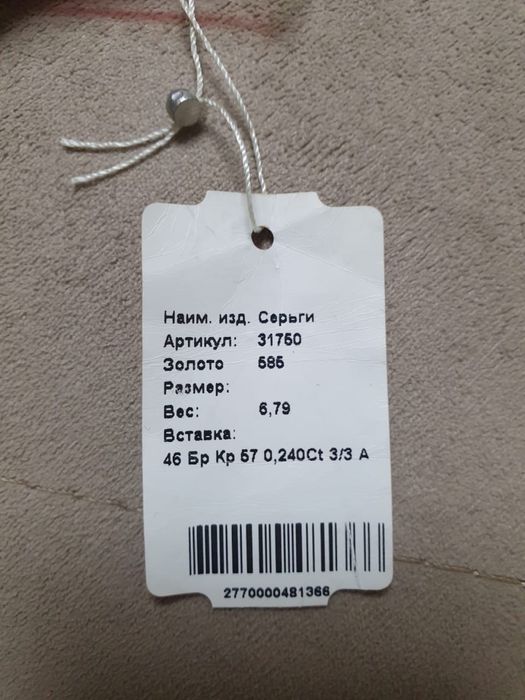 Наим. изд. Серьги
Артикул: 31750
Золото 585
Размер:
Вес: 6,79
Вставка:
46 Бр Кр 57 0,240Ct 3/3 А
2770000481366